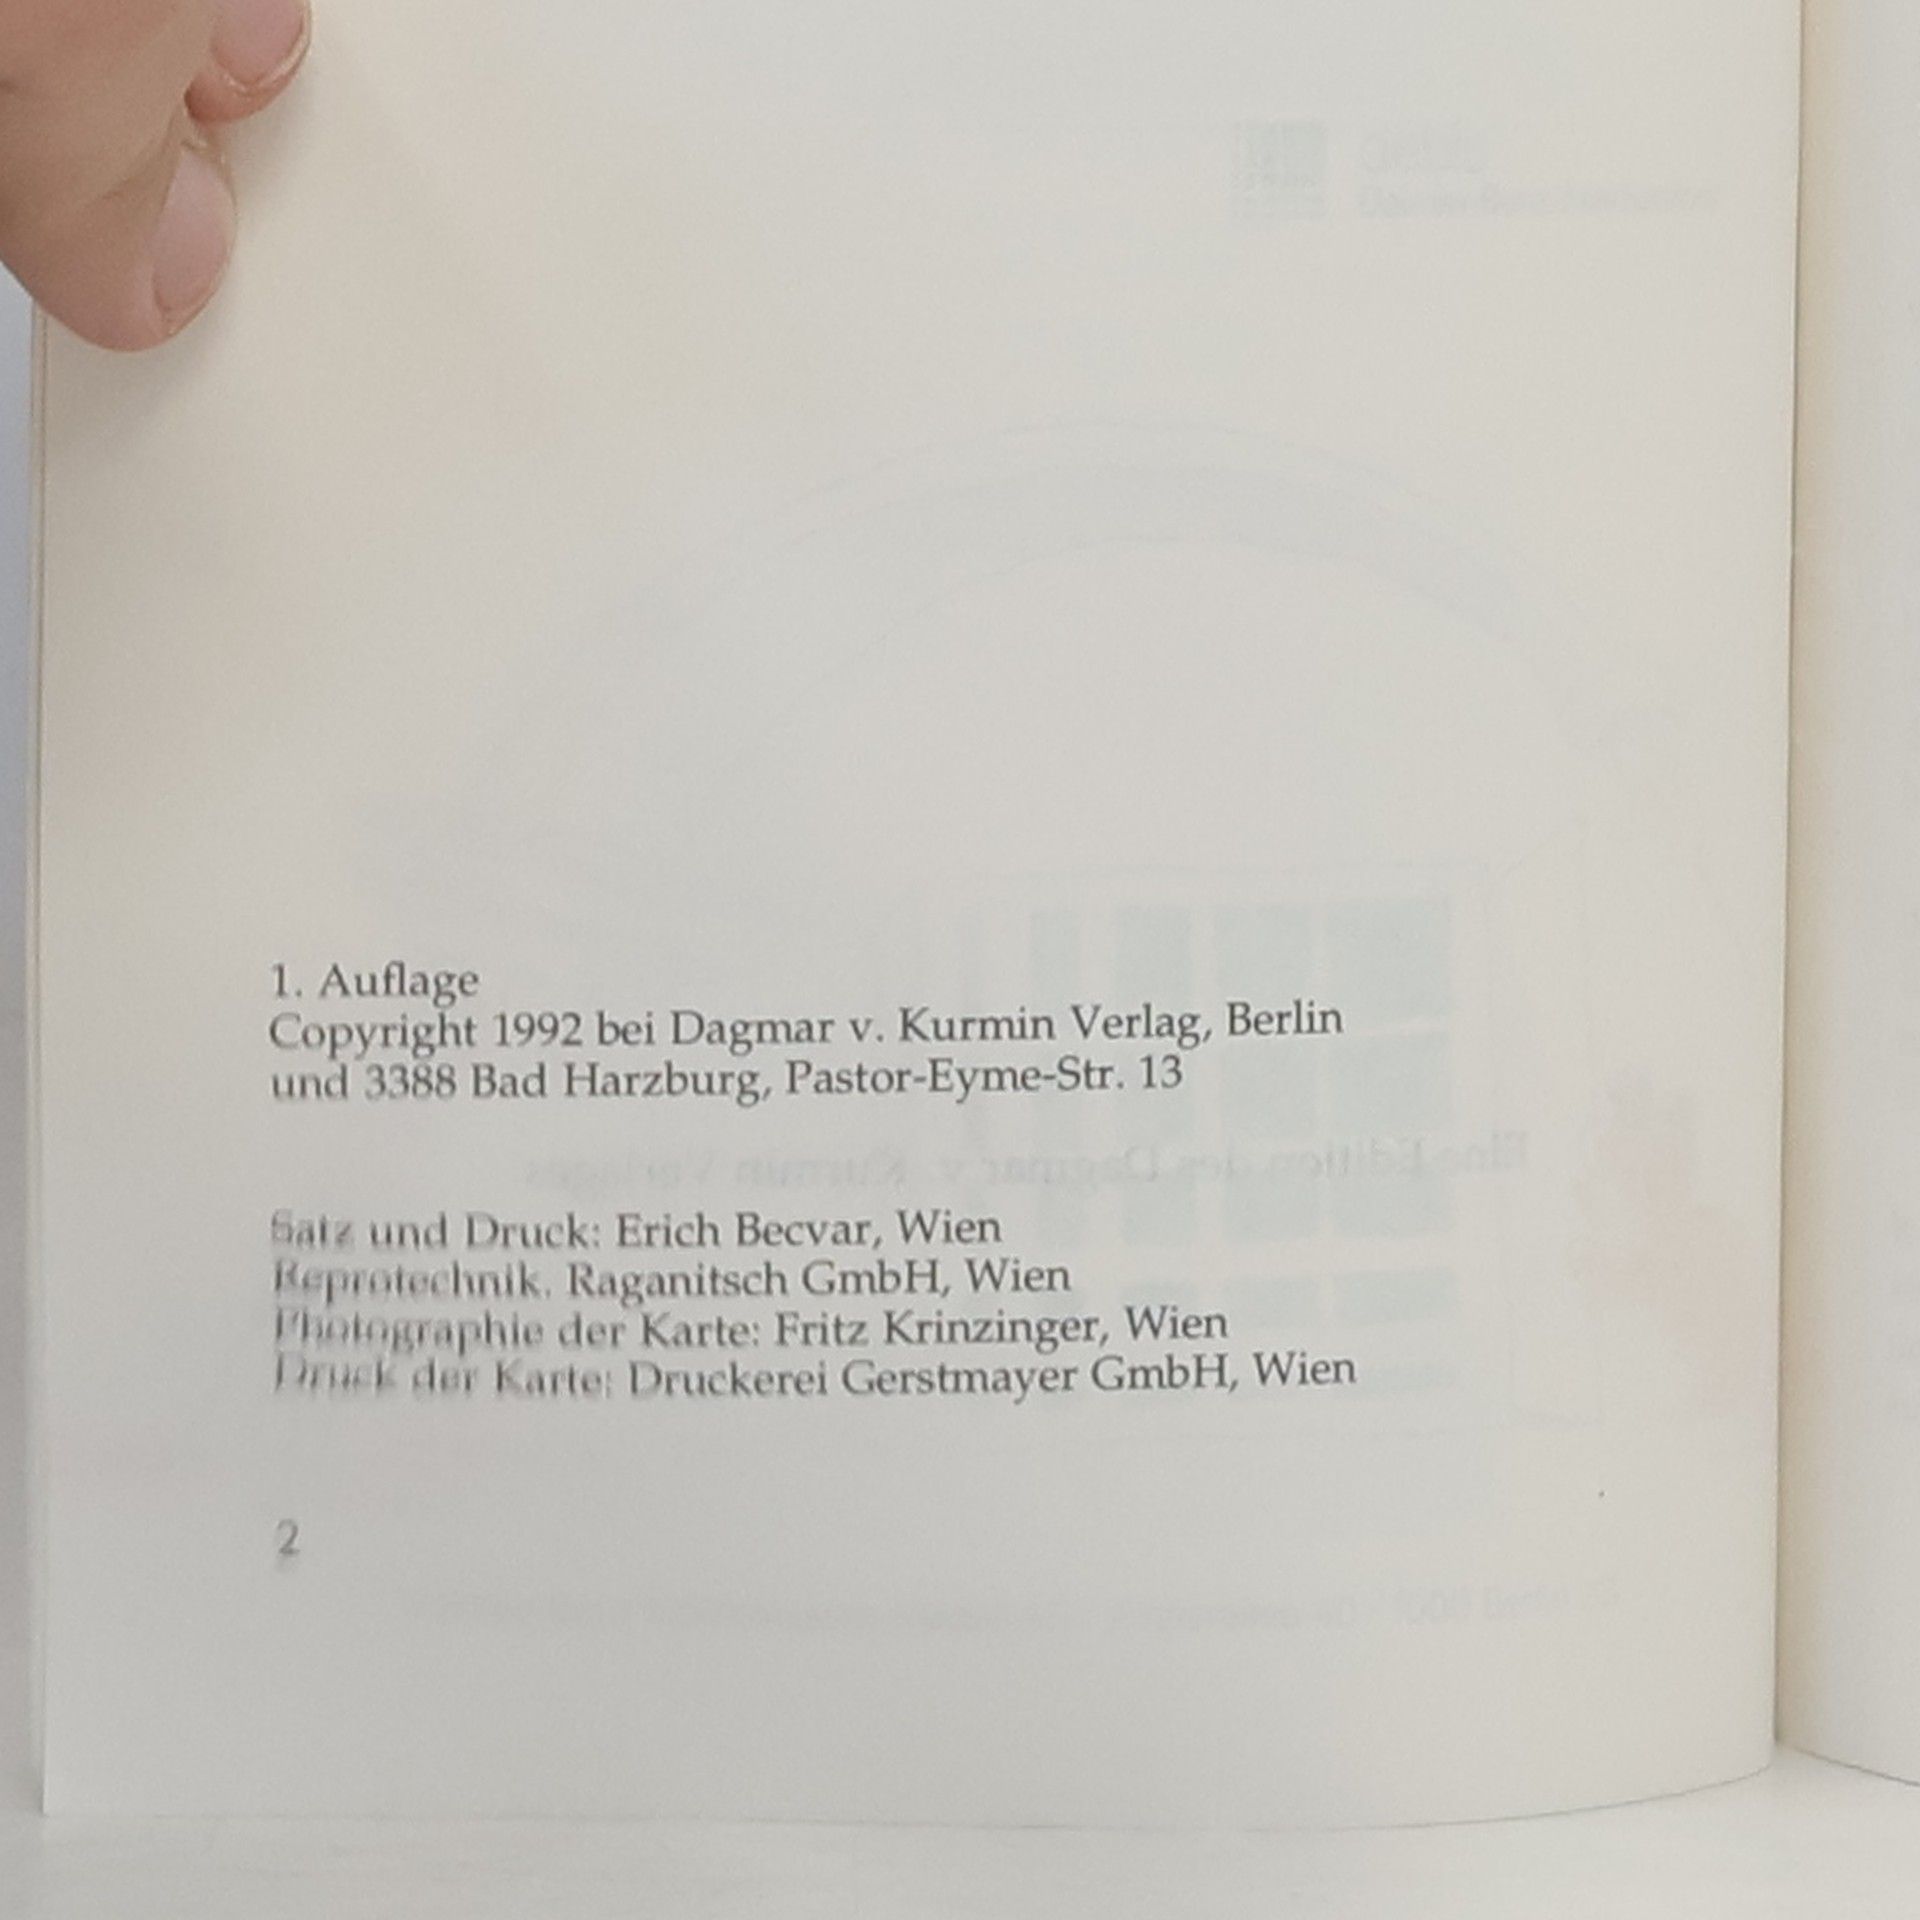 1. Auflage
Copyright 1992 bei Dagmar v. Kurmin Verlag, Berlin
und 3388 Bad Harzburg, Pastor-Eyme-Str. 13
Satz und Druck: Erich Becvar, Wien
Reprotechnik: Raganitsch GmbH, Wien
Photographie der Karte: Fritz Krinzinger, Wien
Druck der Karte: Druckerei Gerstmayer GmbH, Wien
2